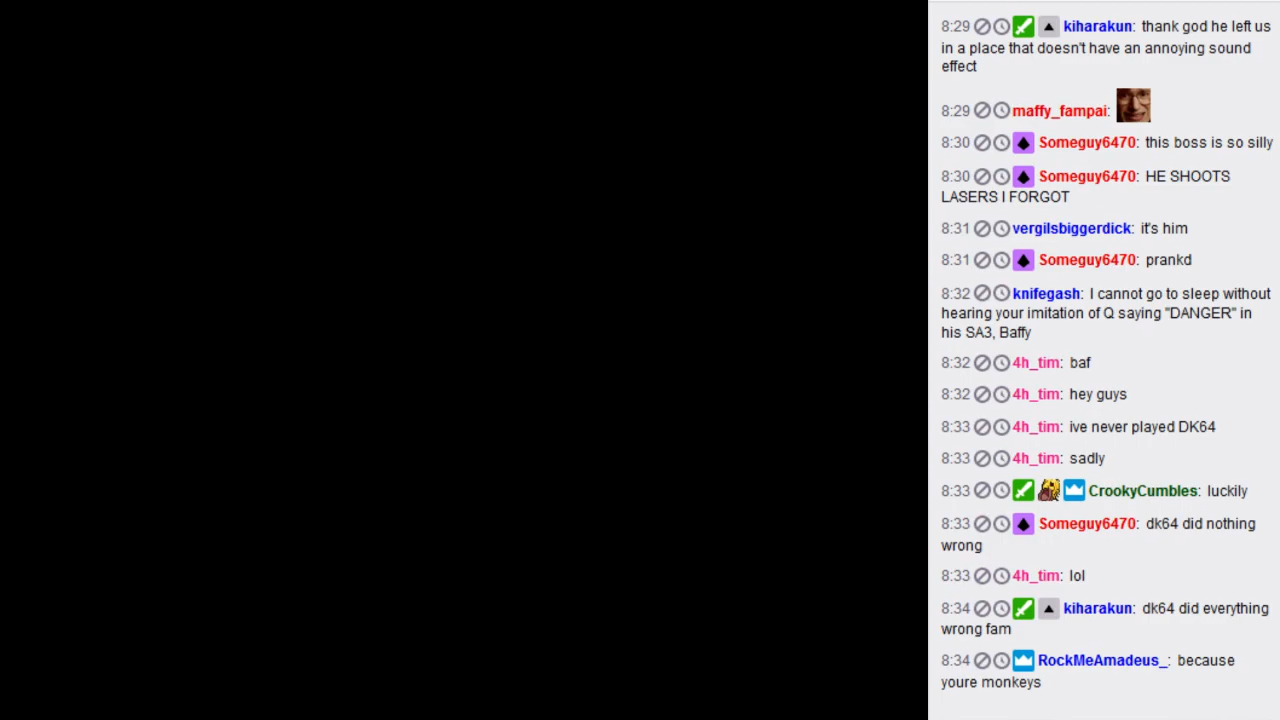 8:29 kiharakun: thank god he left us
in a place that doesn't have an annoying sound
effect
8:29 maffy_fampai:
8:30 Someguy6470: this boss is so silly
8:30 Someguy6470: HE SHOOTS
LASERS I FORGOT
8:31 vergilsbiggerdick: it's him
8:31 Someguy6470: prankd
8:32 knifegash: I cannot go to sleep without
hearing your imitation of Q saying "DANGER" in
his SA3, Baffy
8:32 4h_tim: baf
8:32 4h_tim: hey guys
8:33 4h_tim: ive never played DK64
8:33 4h_tim: sadly
8:33 CrookyCumbles: luckily
8:33 Someguy6470: dk64 did nothing
wrong
8:33 4h_tim: lol
8:34 kiharakun: dk64 did everything
wrong fam
8:34 RockMeAmadeus_: because
youre monkeys